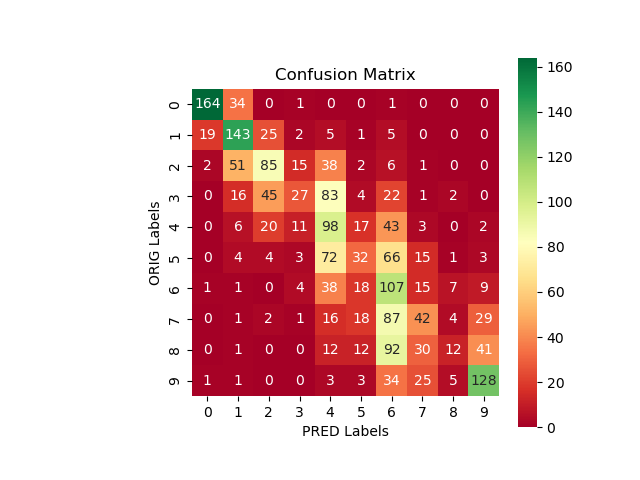 Confusion Matrix
0 164 34 0 1 0 0 1 0 0 0
1 19 143 25 2 5 1 5 0 0 0
2 2 51 85 15 38 2 6 1 0 0
3 0 16 45 27 83 4 22 1 2 0
4 0 6 20 11 98 17 43 3 0 2
5 0 4 4 3 72 32 66 15 1 3
6 1 1 0 4 38 18 107 15 7 9
7 0 1 2 1 16 18 87 42 4 29
8 0 1 0 0 12 12 92 30 12 41
9 1 1 0 0 3 3 34 25 5 128
0 1 2 3 4 5 6 7 8 9
PRED Labels
ORIG Labels
160
140
120
100
80
60
40
20
0